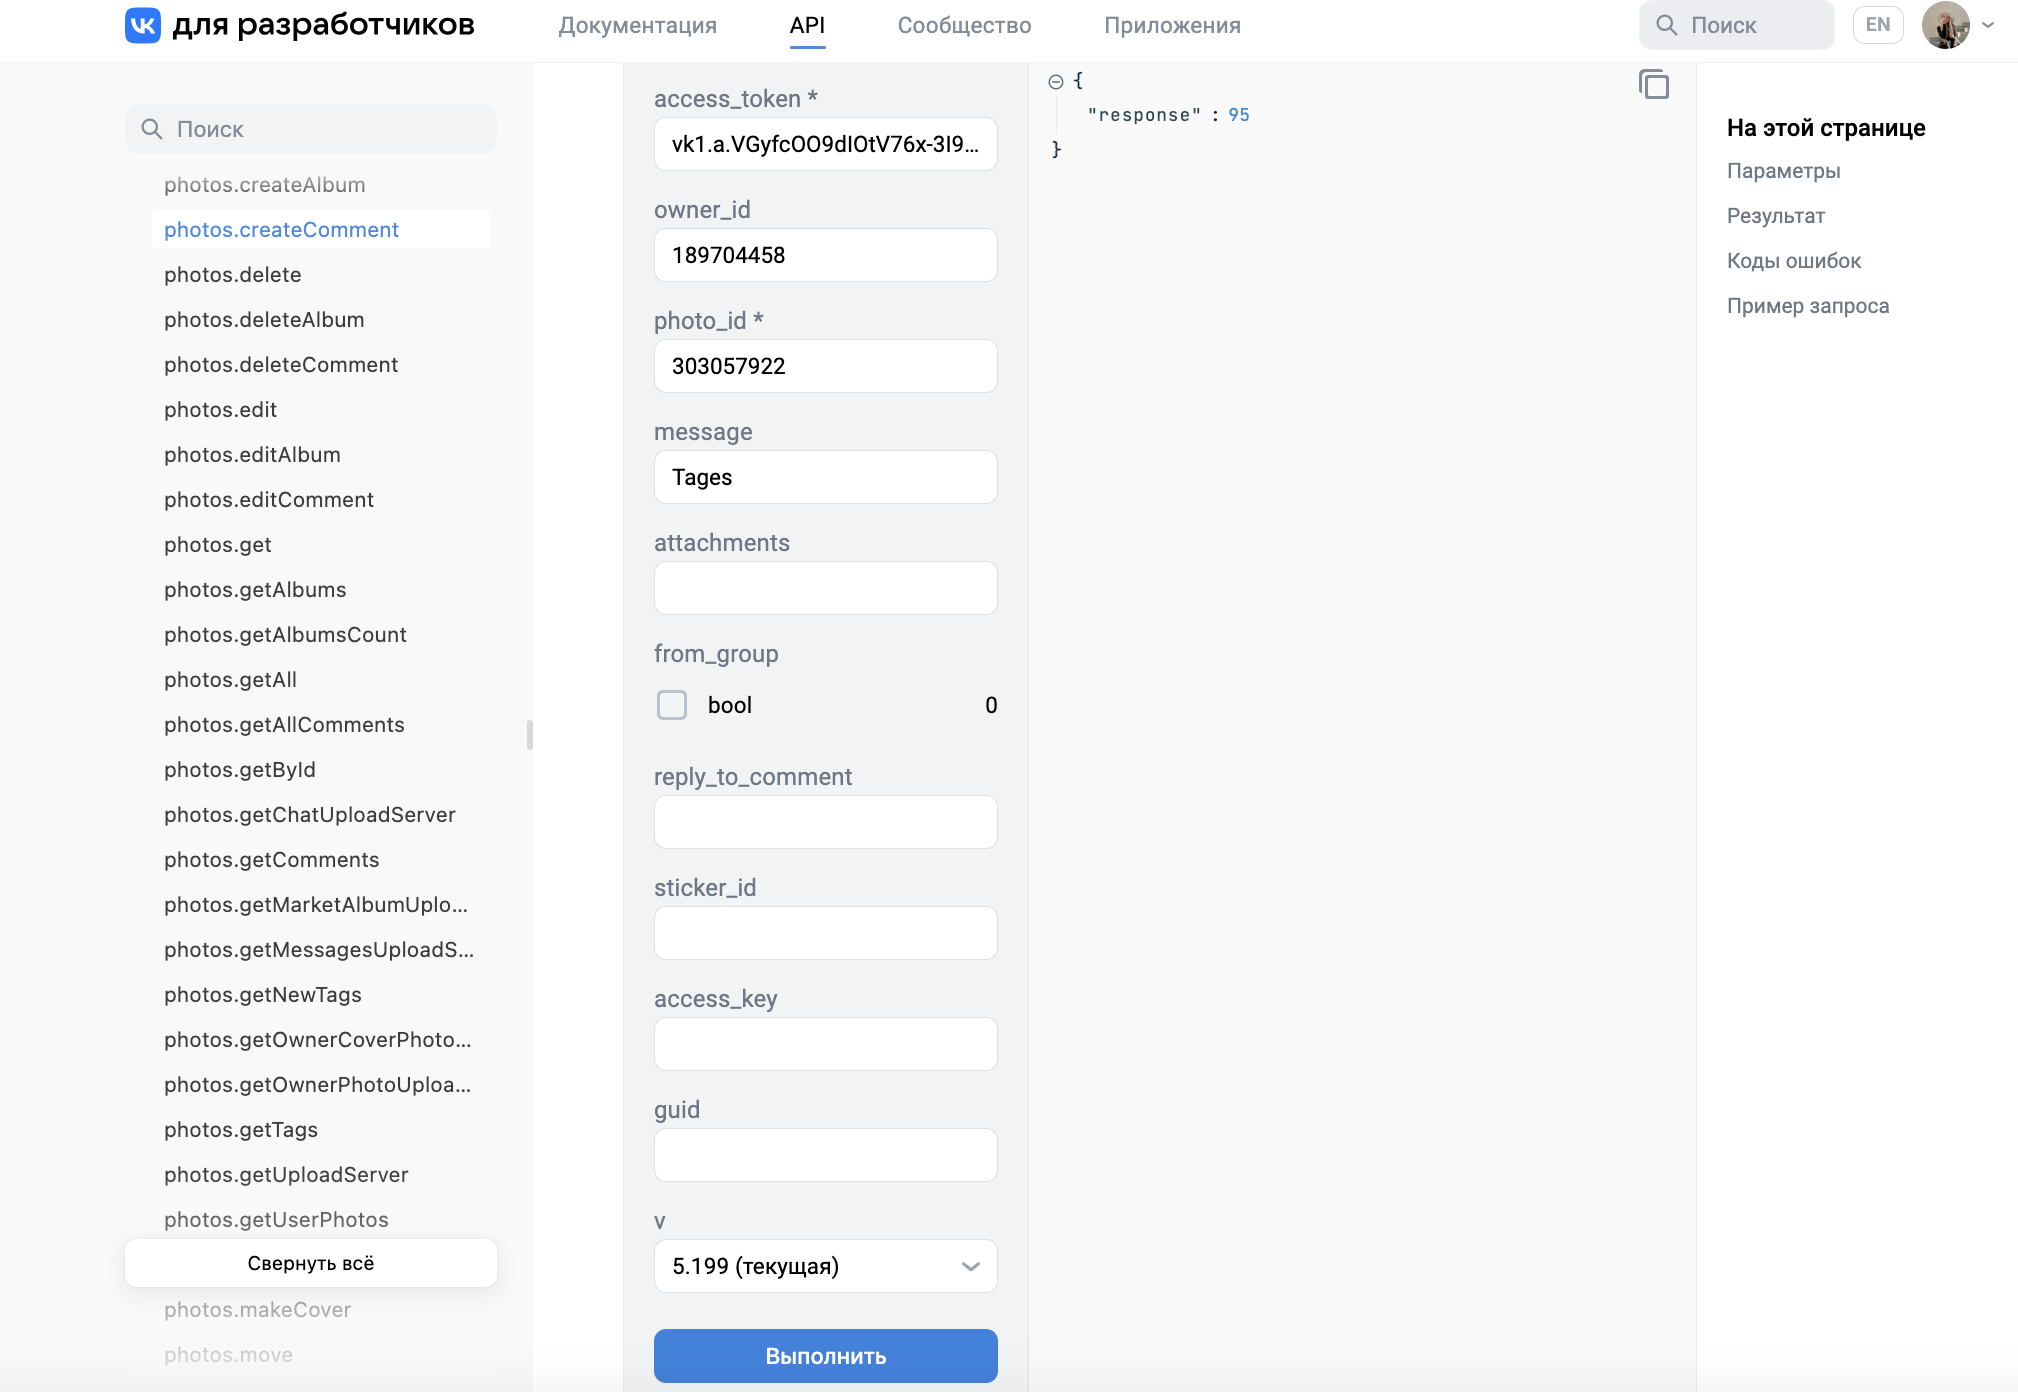 для разработчиков
Документация
API
Сообщество
Приложения
Поиск
EN
Поиск
photos.createAlbum
photos.createComment
photos.delete
photos.deleteAlbum
photos.deleteComment
photos.edit
photos.editAlbum
photos.editComment
photos.get
photos.getAlbums
photos.getAlbumsCount
photos.getAll
photos.getAllComments
photos.getById
photos.getChatUploadServer
photos.getComments
photos.getMarketAlbumUplo...
photos.getMessagesUploadS...
photos.getNewTags
photos.getOwnerCoverPhoto...
photos.getOwnerPhotoUploa...
photos.getTags
photos.getUploadServer
photos.getUserPhotos
Свернуть всё
photos.makeCover
photos.move
access_token *
vk1.a.VGyfcOO9dIOtV76x-3I9...
owner_id
189704458
photo_id *
303057922
message
Tages
attachments
from_group
bool 0
reply_to_comment
sticker_id
access_key
guid
v
5.199 (текущая)
Выполнить
{
"response" : 95
}
На этой странице
Параметры
Результат
Коды ошибок
Пример запроса